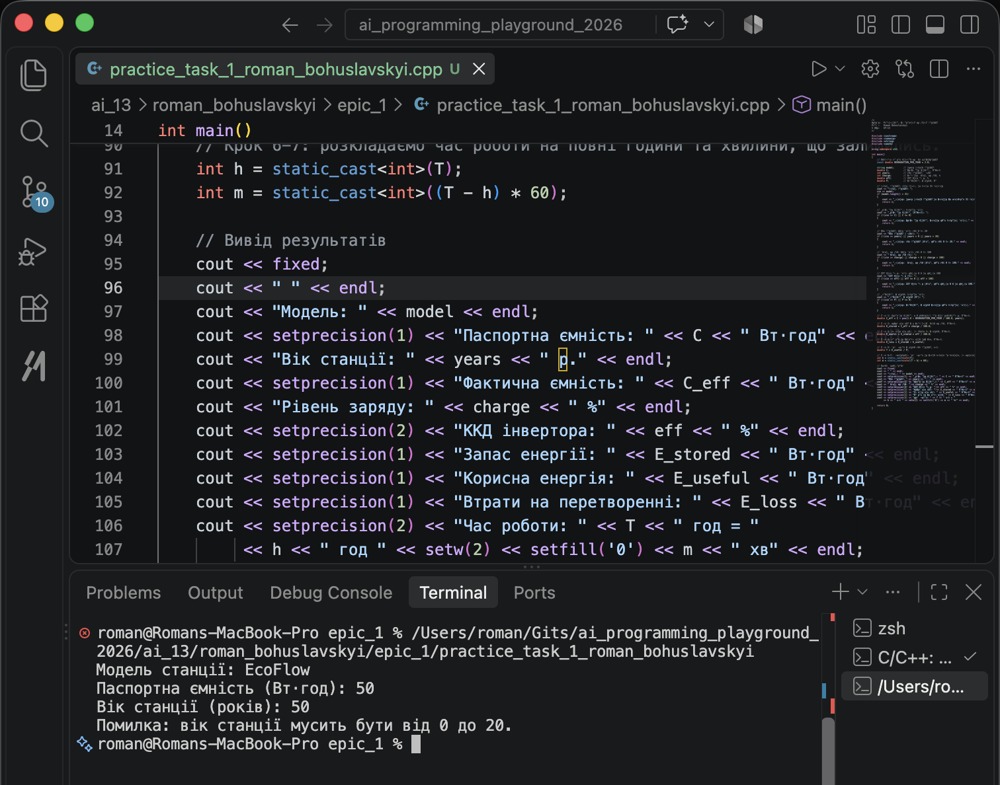 ai_programming_playground_2026
practice_task_1_roman_bohuslavskyi.cpp U
ai_13 > roman_bohuslavskyi > epic_1 > practice_task_1_roman_bohuslavskyi.cpp > main()
14 int main()
90 // Крок 6-7: розкладаємо час роботи на повні години та хвилини, що
91 int h = static_cast<int>(T);
92 int m = static_cast<int>((T - h) * 60);
93
94 // Вивід результатів
95 cout << fixed;
96 cout << " " << endl;
97 cout << "Модель: " << model << endl;
98 cout << setprecision(1) << "Паспортна ємність: " << C << " Вт·год" <<
99 cout << "Вік станції: " << years << " р." << endl;
100 cout << setprecision(1) << "Фактична ємність: " << C_eff << " Вт·год"
101 cout << "Рівень заряду: " << charge << " %" << endl;
102 cout << setprecision(2) << "ККД інвертора: " << eff << " %" << endl;
103 cout << setprecision(1) << "Запас енергії: " << E_stored << " Вт·год" << endl;
104 cout << setprecision(1) << "Корисна енергія: " << E_useful << " Вт·год" << endl;
105 cout << setprecision(1) << "Втрати на перетворенні: " << E_loss << " Вт·год" << en
106 cout << setprecision(2) << "Час роботи: " << T << " год = "
107 << h << " год " << setw(2) << setfill('0') << m << " хв" << endl;
10
Problems Output Debug Console Terminal Ports
roman@Romans-MacBook-Pro epic_1 % /Users/roman/Gits/ai_programming_playground_
2026/ai_13/roman_bohuslavskyi/epic_1/practice_task_1_roman_bohuslavskyi
Модель станції: EcoFlow
Паспортна ємність (Вт·год): 50
Вік станції (років): 50
Помилка: вік станції мусить бути від 0 до 20.
roman@Romans-MacBook-Pro epic_1 %
zsh
C/C++: ...
/Users/ro...